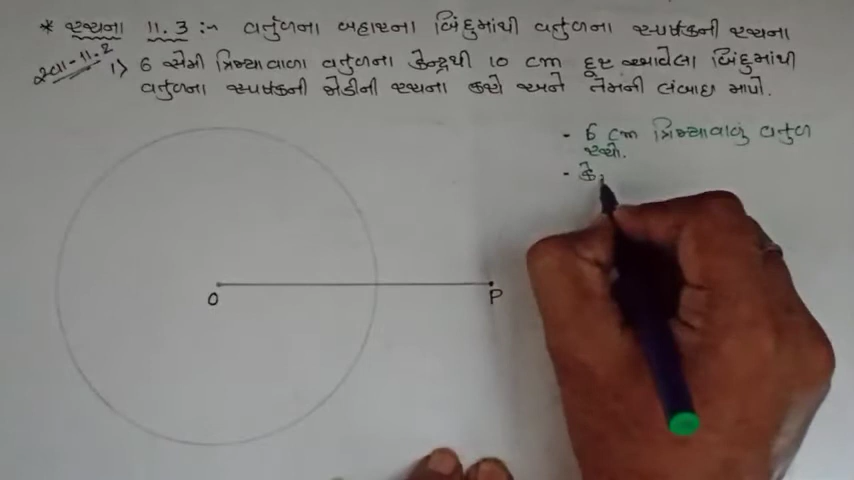 * રચના 11.3 :- વર્તુળના બહારના બિંદુમાંથી વર્તુળના સ્પર્શકની રચના
સ્વા-11.2
1) 6 સેમી ત્રિજ્યાવાળા વર્તુળના કેન્દ્રથી 10 cm દૂર આવેલા બિંદુમાંથી
વર્તુળના સ્પર્શકની જોડીની રચના કરો અને તેમની લંબાઇ માપો.
- 6 cm ત્રિજ્યાવાળું વર્તુળ
રચો.
- કે
O
P